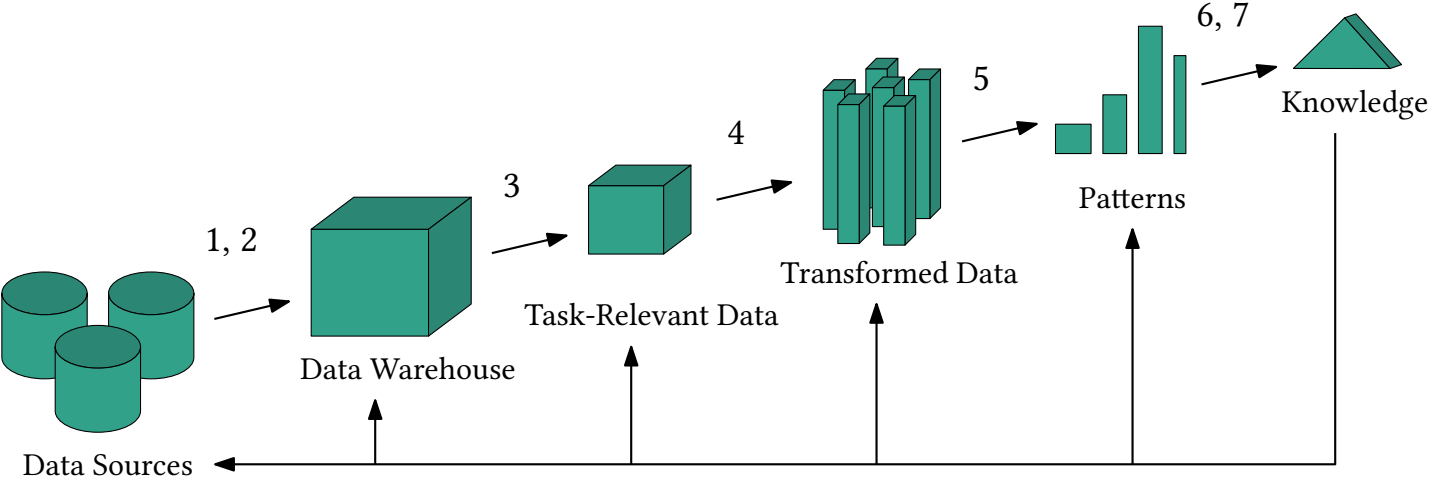 1, 2
Data Sources
Data Warehouse
3
Task-Relevant Data
4
Transformed Data
5
Patterns
6, 7
Knowledge